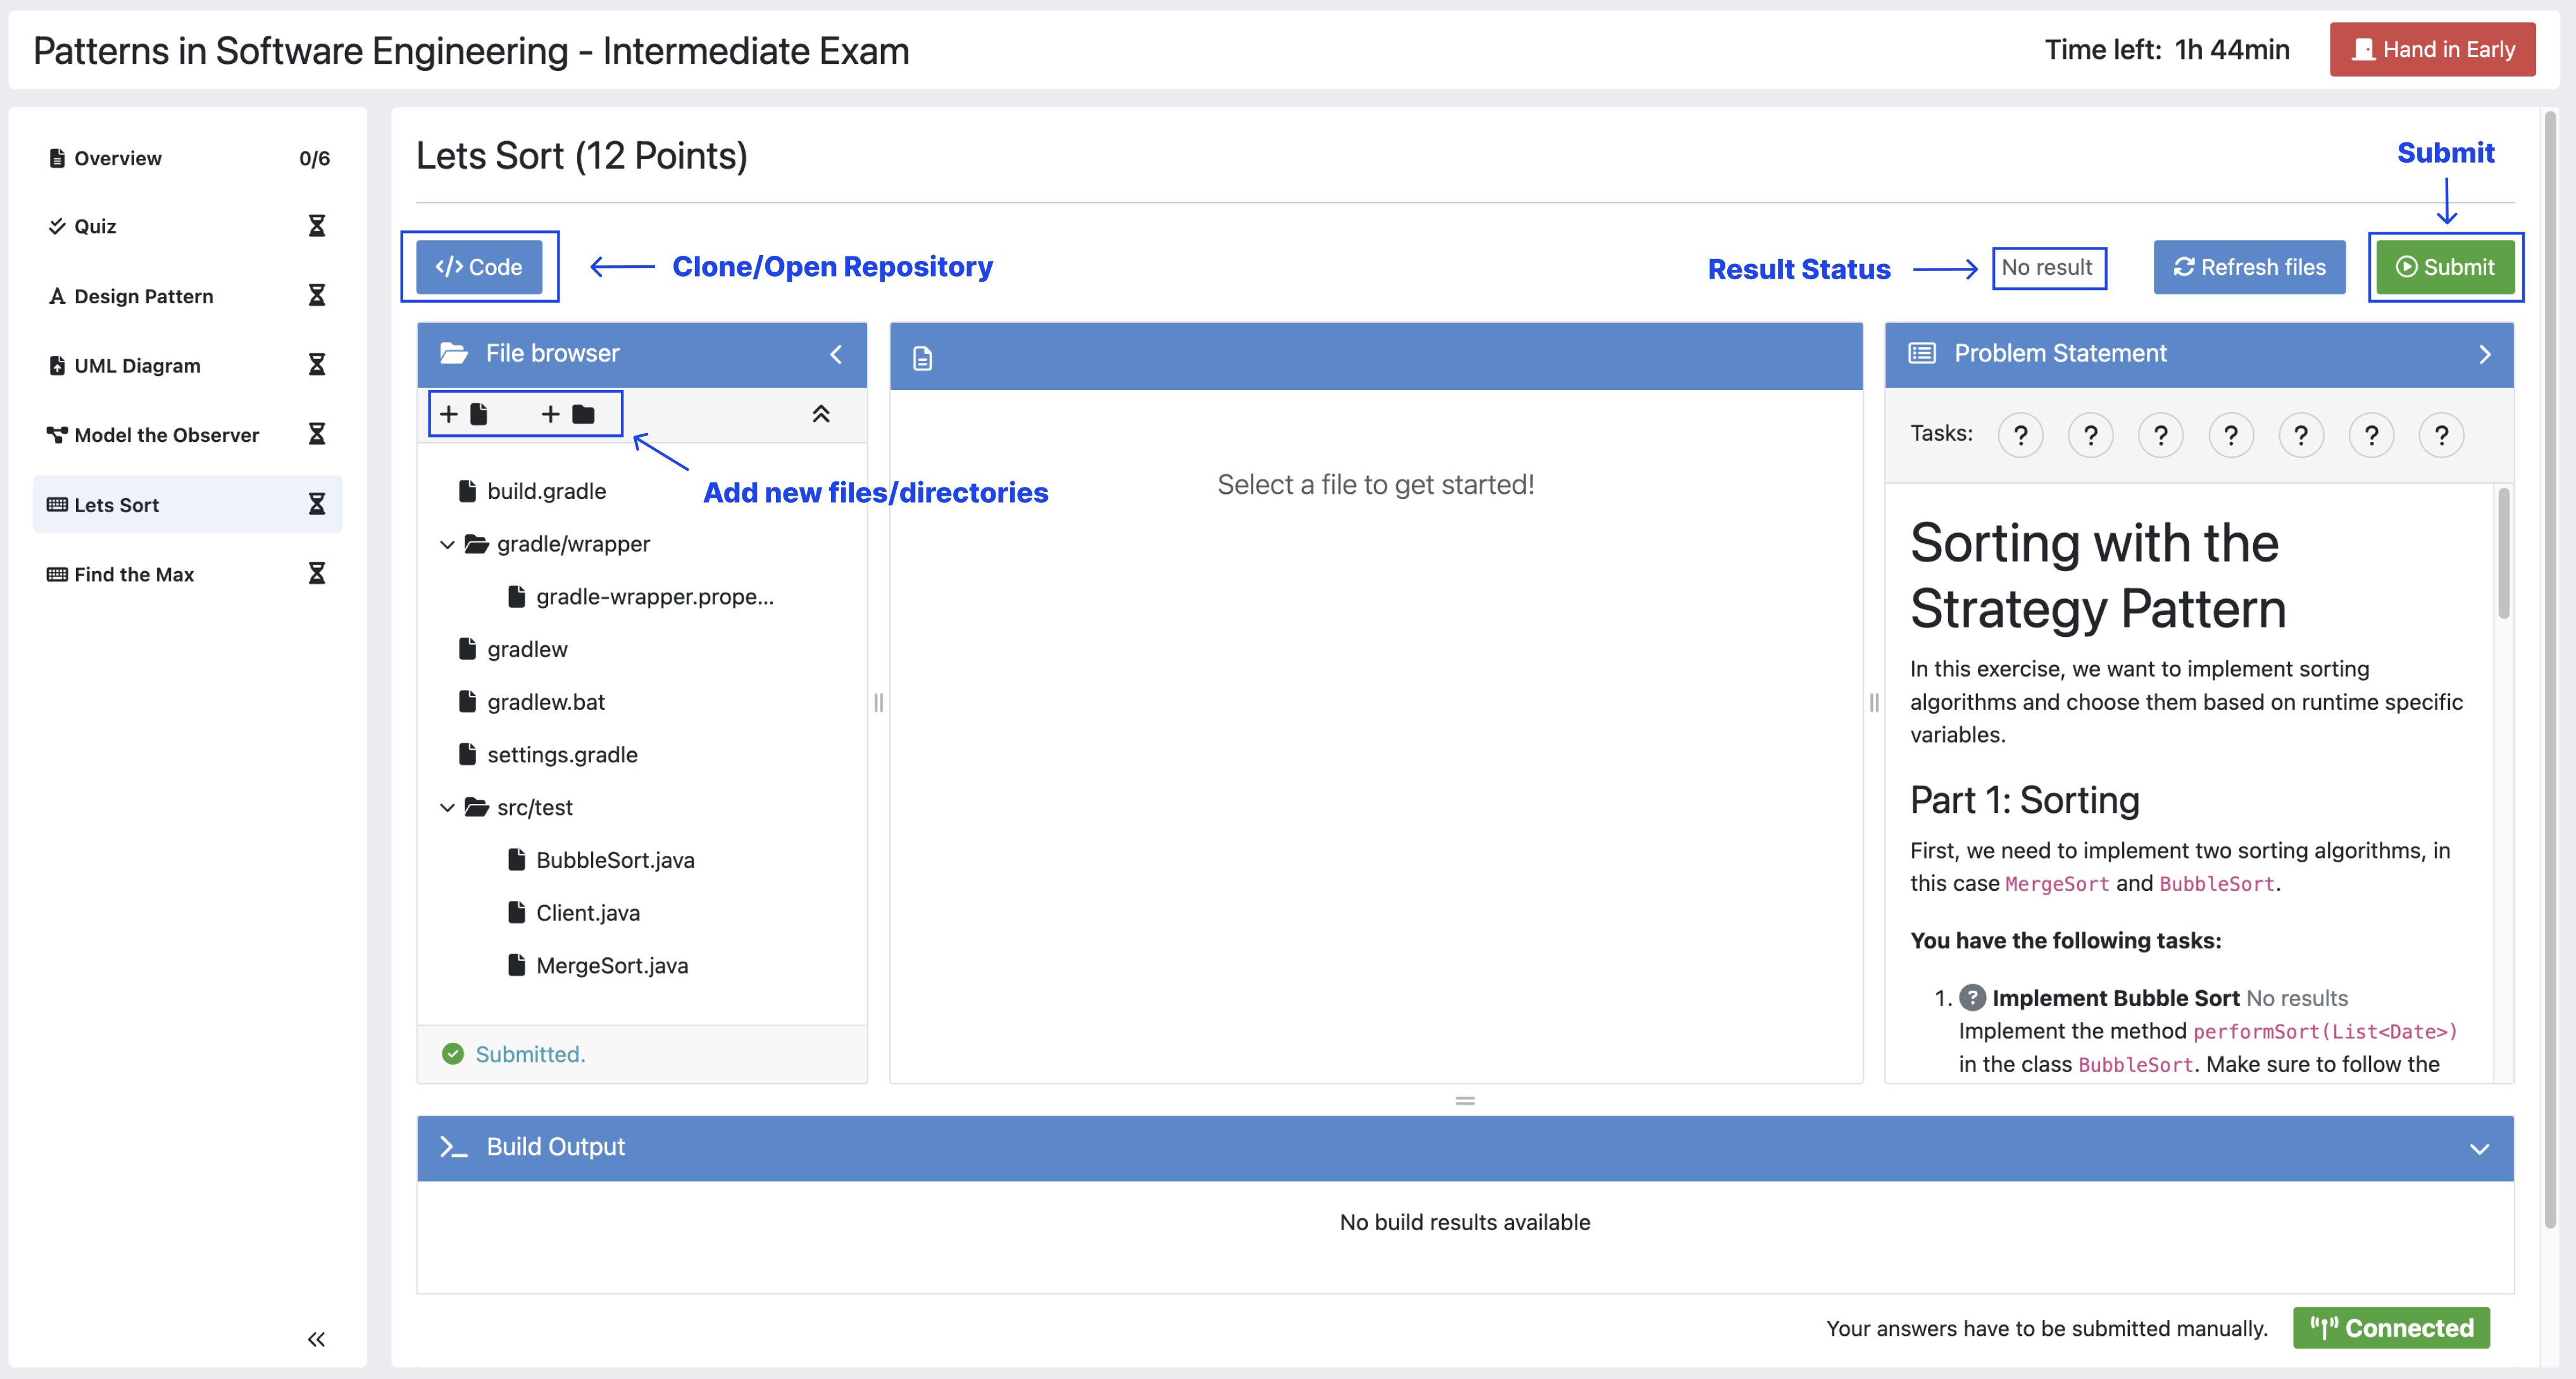 Patterns in Software Engineering - Intermediate Exam
Time left: 1h 44min
Hand in Early
Overview 0/6
Quiz
Design Pattern
UML Diagram
Model the Observer
Lets Sort
Find the Max
Lets Sort (12 Points)
Submit
</> Code
Clone/Open Repository
Result Status
No result
Refresh files
Submit
File browser
Add new files/directories
build.gradle
gradle/wrapper
gradle-wrapper.prope...
gradlew
gradlew.bat
settings.gradle
src/test
BubbleSort.java
Client.java
MergeSort.java
Submitted.
Select a file to get started!
Problem Statement
Tasks: ? ? ? ? ? ? ?
Sorting with the
Strategy Pattern
In this exercise, we want to implement sorting
algorithms and choose them based on runtime specific
variables.
Part 1: Sorting
First, we need to implement two sorting algorithms, in
this case MergeSort and BubbleSort.
You have the following tasks:
1. ? Implement Bubble Sort No results
Implement the method performSort(List<Date>)
in the class BubbleSort. Make sure to follow the
Build Output
No build results available
Your answers have to be submitted manually.
Connected